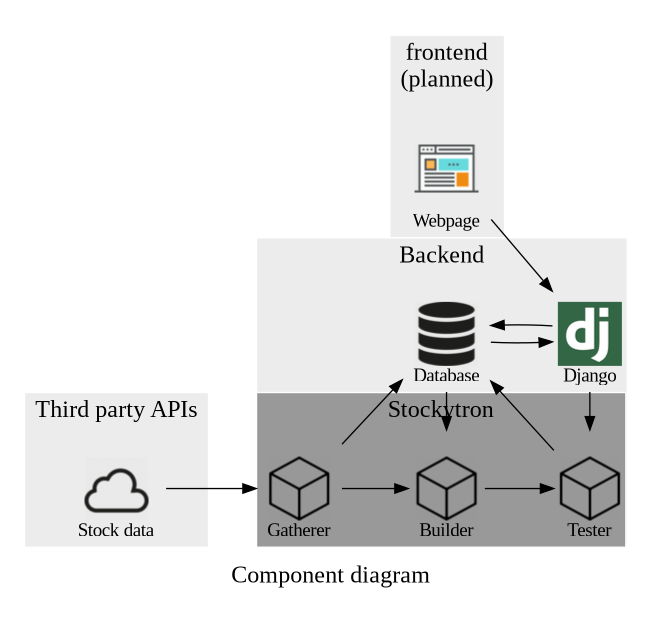 frontend
(planned)
Webpage
Backend
dj
Database
Django
Third party APIs
Stockytron
Stock data
Gatherer
Builder
Tester
Component diagram